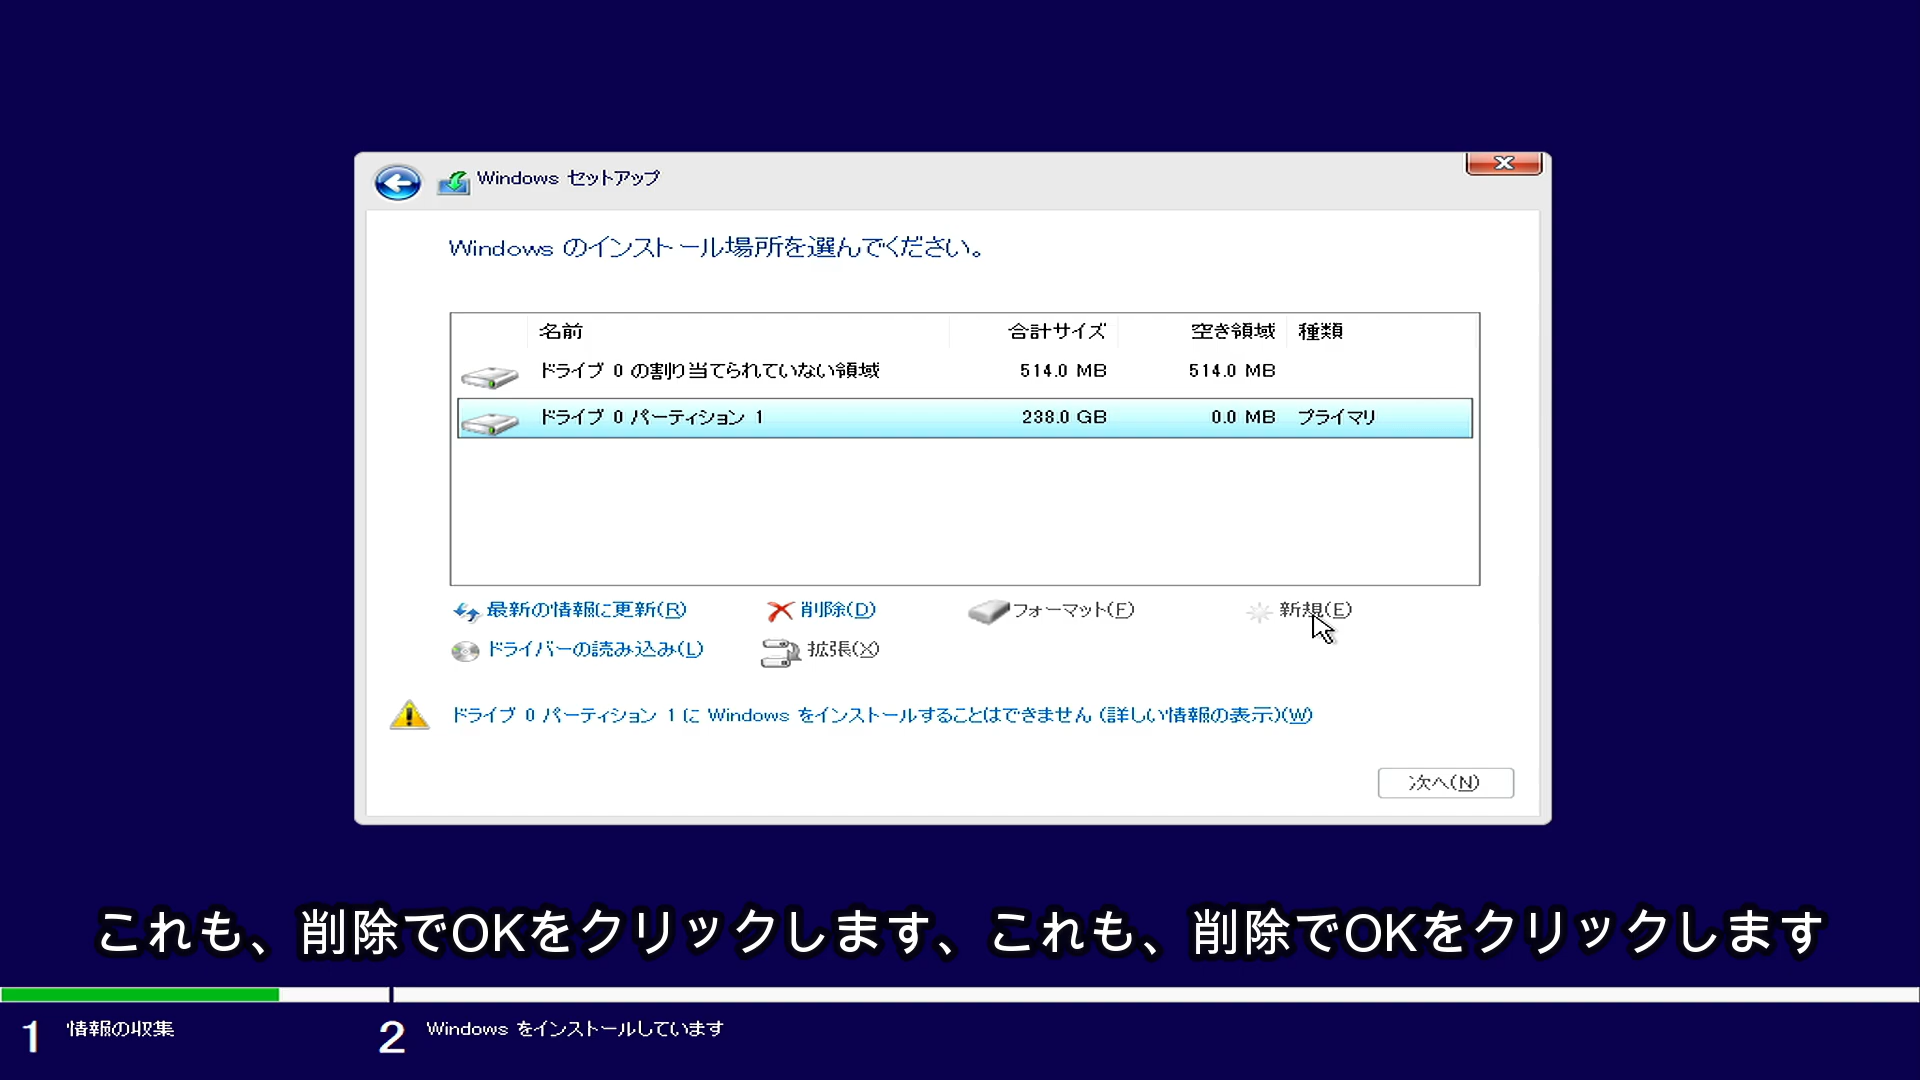 Windows セットアップ
Windows のインストール場所を選んでください。
名前 合計サイズ 空き領域 種類
ドライブ 0 の割り当てられていない領域 514.0 MB 514.0 MB
ドライブ 0 パーティション 1 238.0 GB 0.0 MB プライマリ
最新の情報に更新(R) 削除(D) フォーマット(F) 新規(E)
ドライバーの読み込み(L) 拡張(X)
ドライブ 0 パーティション 1 に Windows をインストールすることはできません (詳しい情報の表示)(W)
次へ(N)
これも、削除でOKをクリックします、これも、削除でOKをクリックします
1 情報の収集 2 Windows をインストールしています